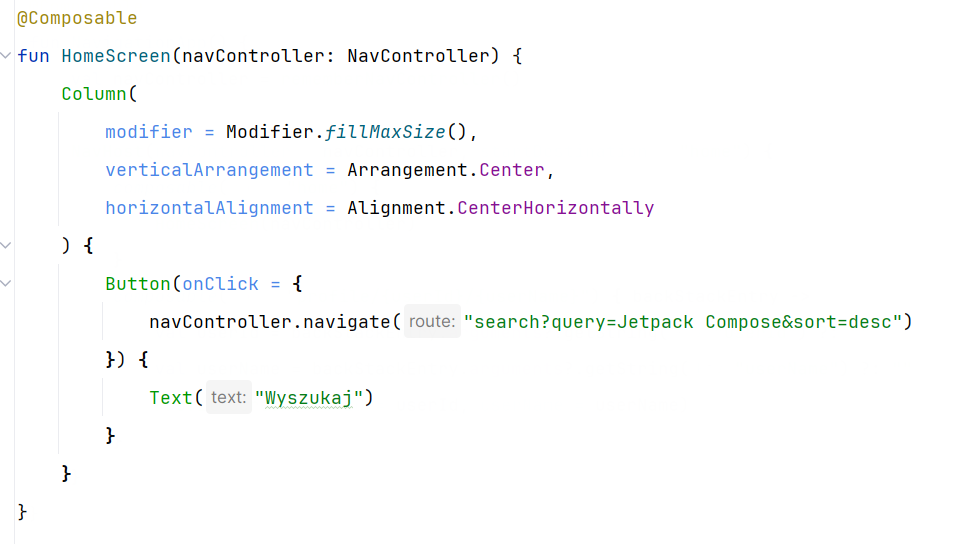 @Composable
fun HomeScreen(navController: NavController) {
    Column(
        modifier = Modifier.fillMaxSize(),
        verticalArrangement = Arrangement.Center,
        horizontalAlignment = Alignment.CenterHorizontally
    ) {
        Button(onClick = {
            navController.navigate( route: "search?query=Jetpack Compose&sort=desc")
        }) {
            Text( text: "Wyszukaj")
        }
    }
}